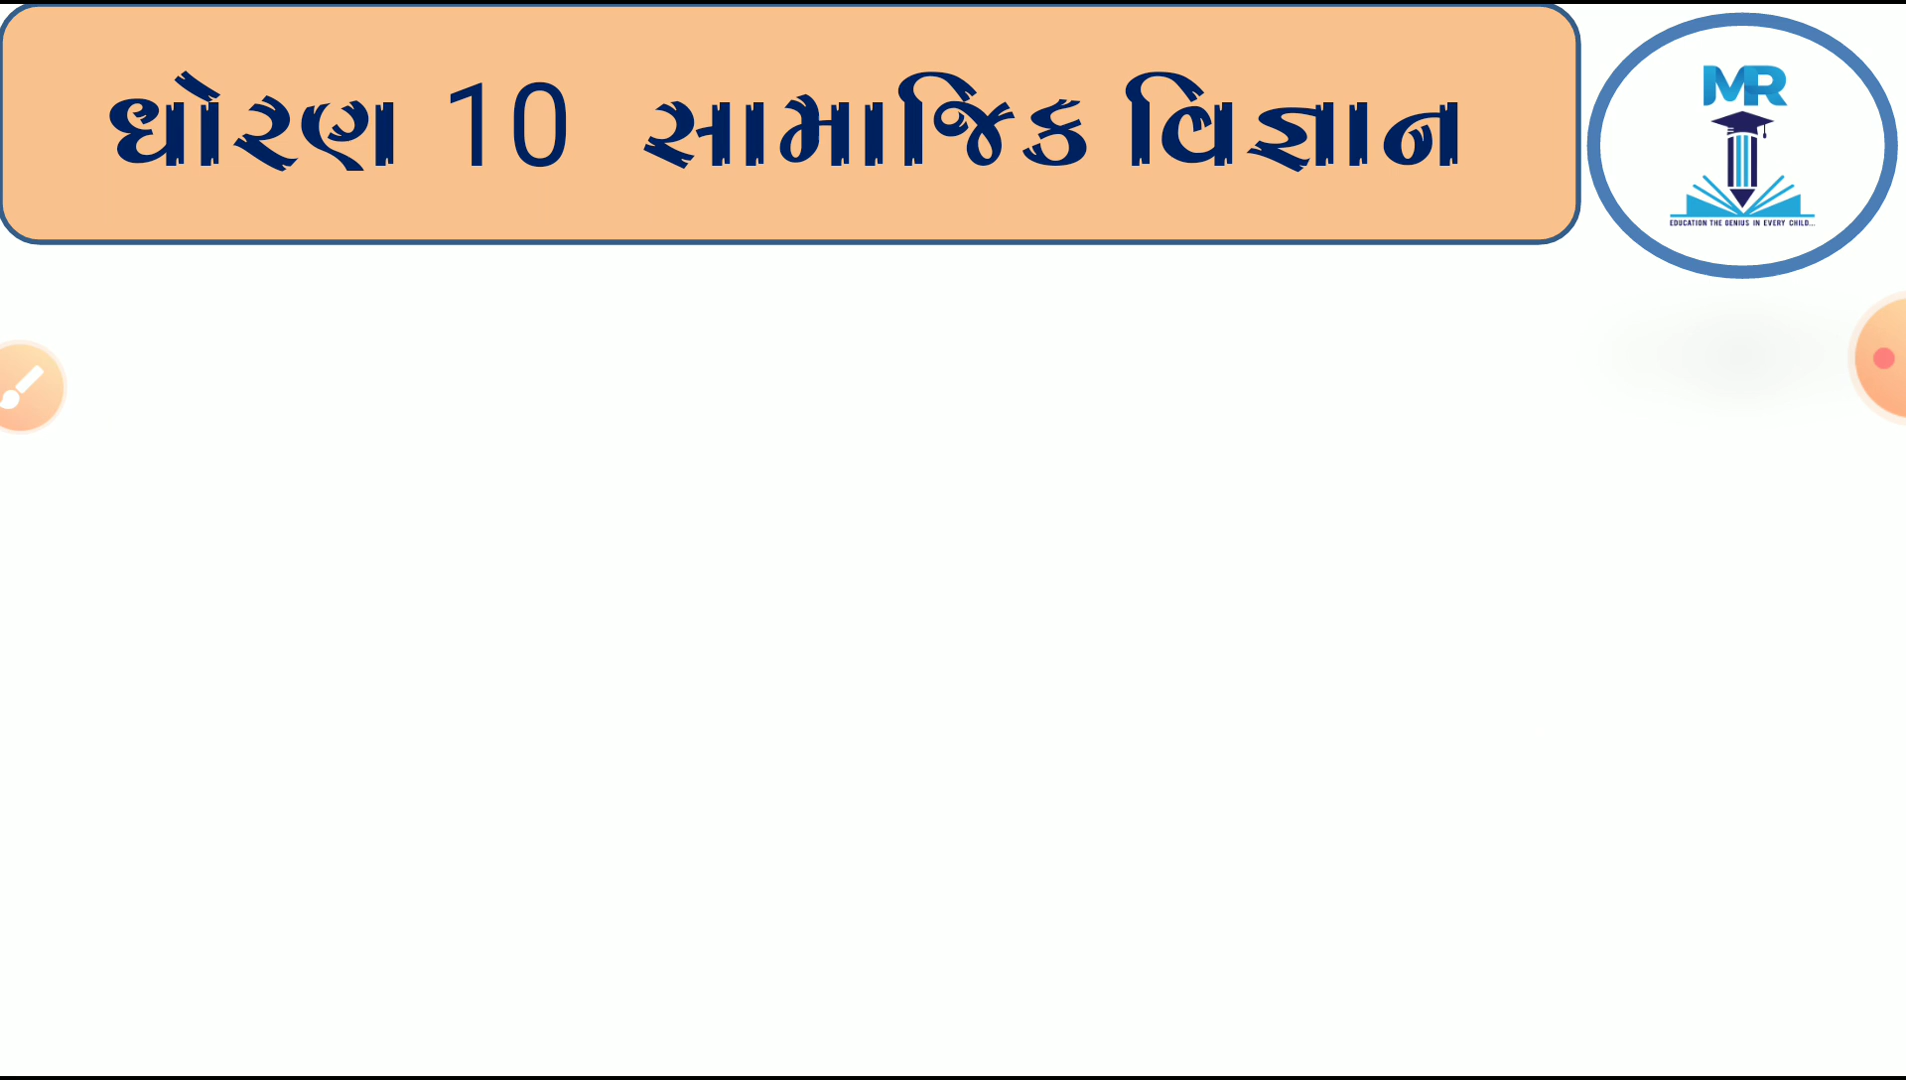 ધોરણ 10 સામાજિક વિજ્ઞાન
MR
EDUCATION THE GENIUS IN EVERY CHILD...